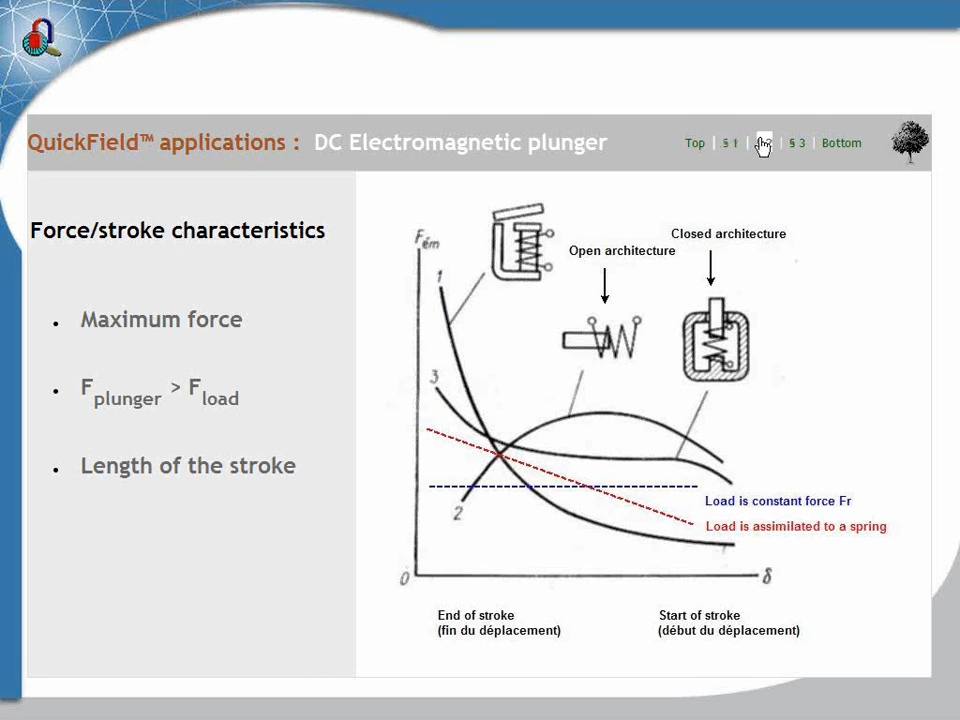 QuickField™ applications : DC Electromagnetic plunger
Top | § 1 | | § 3 | Bottom
Force/stroke characteristics
• Maximum force
• Fplunger > Fload
• Length of the stroke
Fém
Closed architecture
Open architecture
1
3
2
Load is constant force Fr
Load is assimilated to a spring
0
δ
End of stroke
(fin du déplacement)
Start of stroke
(début du déplacement)